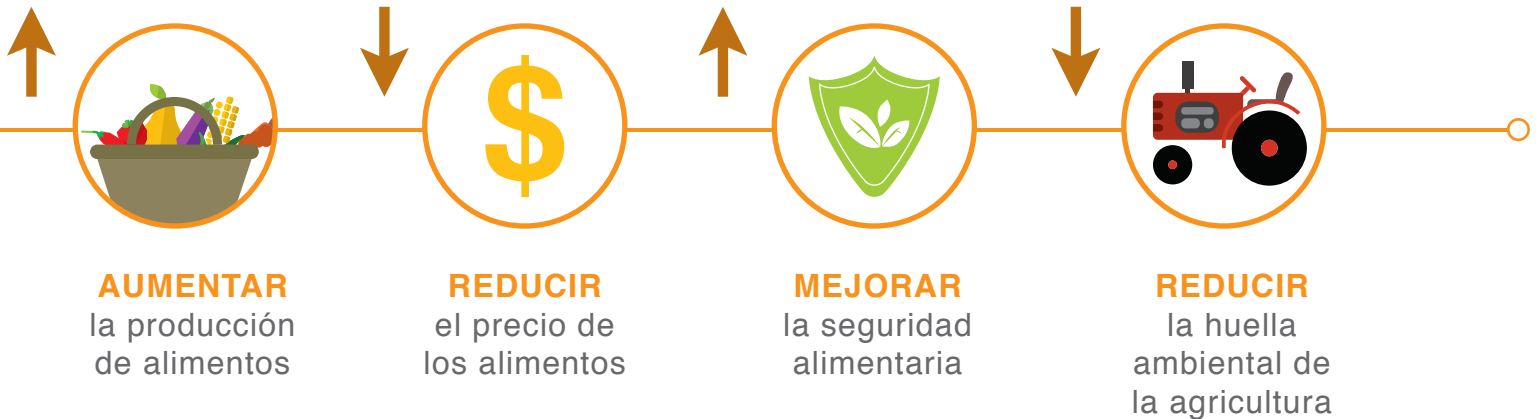 $
AUMENTAR
la producción
de alimentos
REDUCIR
el precio de
los alimentos
MEJORAR
la seguridad
alimentaria
REDUCIR
la huella
ambiental de
la agricultura